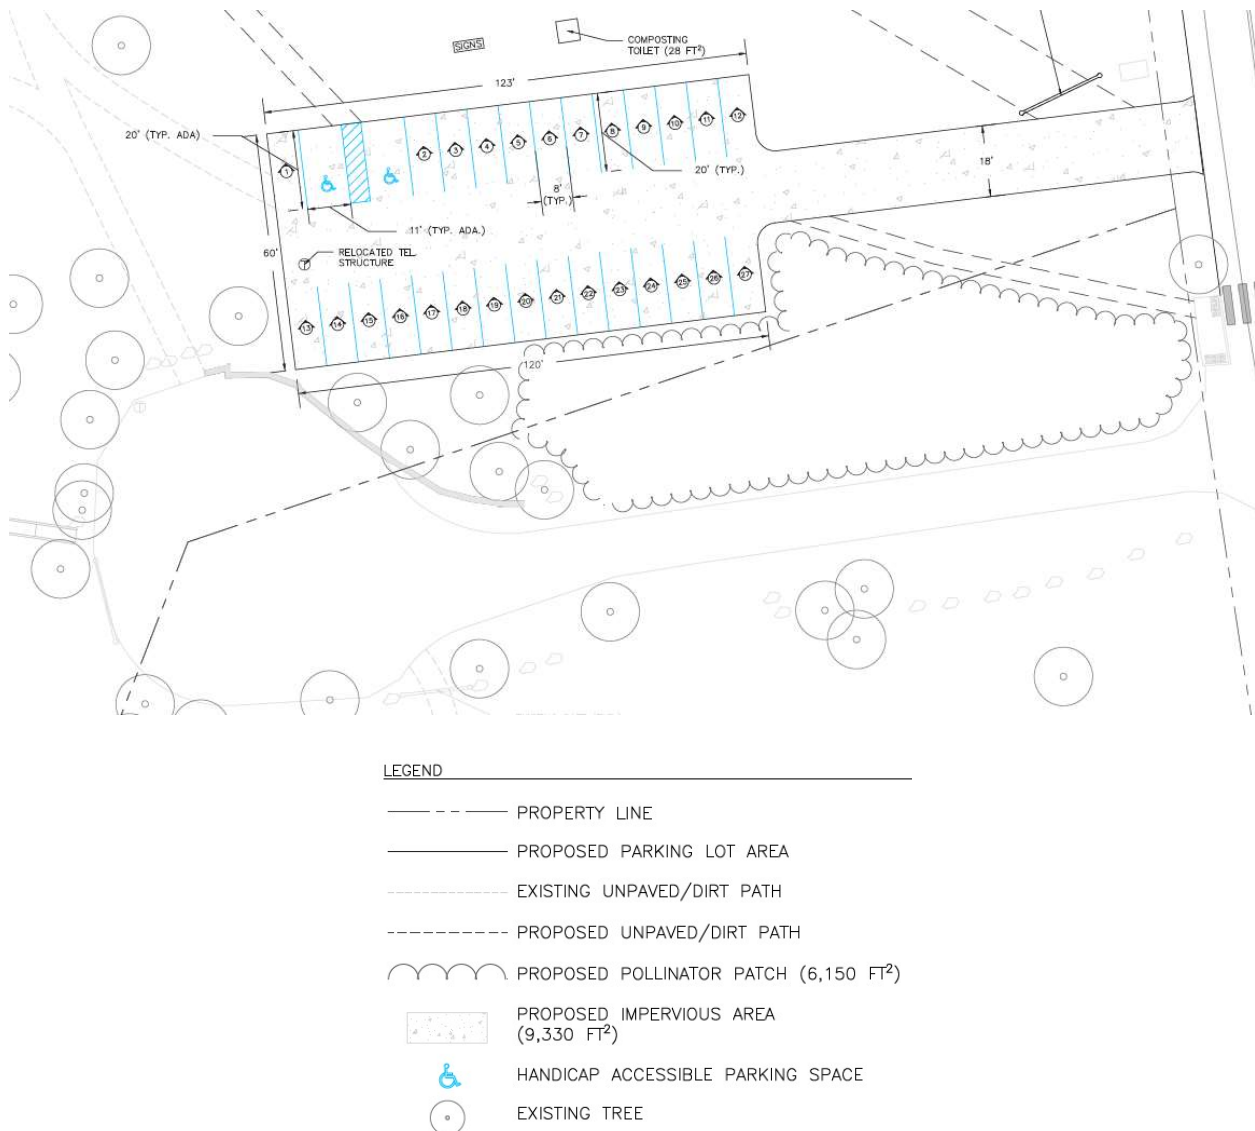 SIGNS
COMPOSTING
TOILET (28 FT²)
123'
20' (TYP. ADA)
1
2
3
4
5
6
7
8
9
10
11
12
18'
20' (TYP.)
8'
(TYP.)
11' (TYP. ADA.)
60'
RELOCATED TEL
STRUCTURE
T
13
14
15
16
17
18
19
20
21
22
23
24
25
26
27
120'
T
LEGEND
PROPERTY LINE
PROPOSED PARKING LOT AREA
EXISTING UNPAVED/DIRT PATH
PROPOSED UNPAVED/DIRT PATH
PROPOSED POLLINATOR PATCH (6,150 FT²)
PROPOSED IMPERVIOUS AREA
(9,330 FT²)
HANDICAP ACCESSIBLE PARKING SPACE
EXISTING TREE